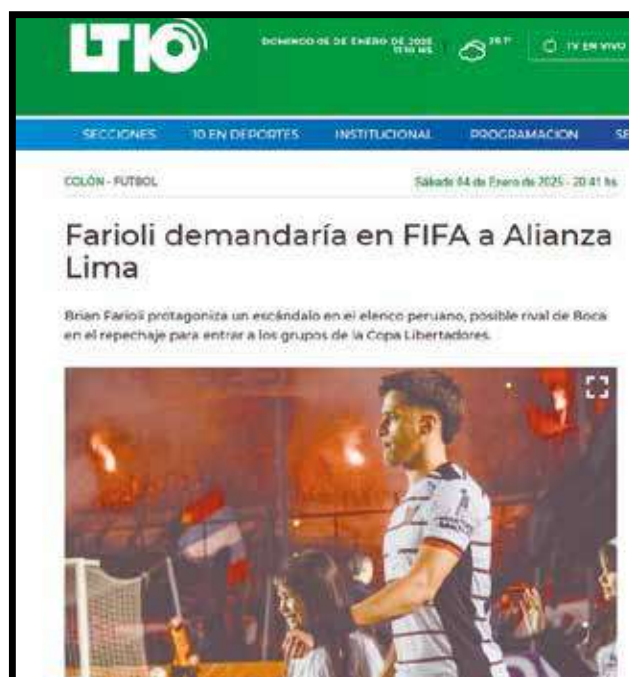 LT10
DOMINGO 05 DE ENERO DE 2025
TV EN VIVO
SECCIONES 10 EN DEPORTES INSTITUCIONAL PROGRAMACION SE
COLÓN - FUTBOL Sábado 04 de Enero de 2025 - 20:41 hs
Farioli demandaría en FIFA a Alianza
Lima
Brian Farioli protagoniza un escándalo en el elenco peruano, posible rival de Boca
en el repechaje para entrar a los grupos de la Copa Libertadores.